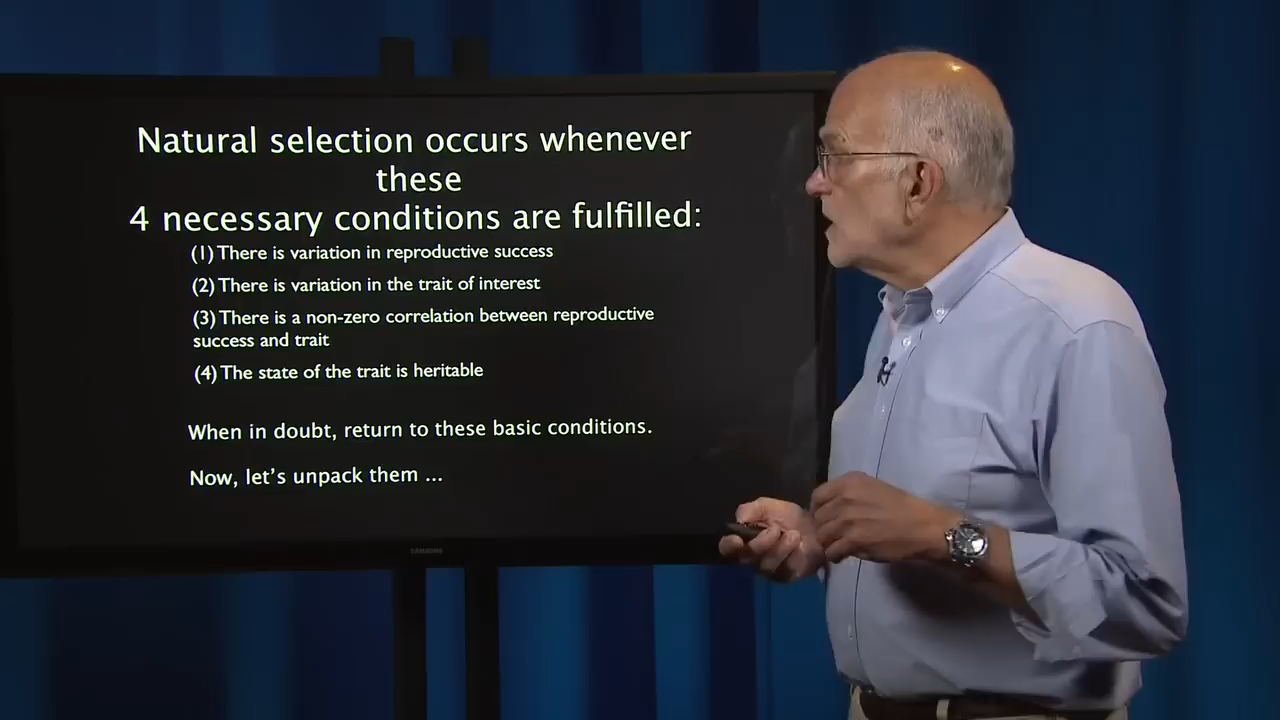 Natural selection occurs whenever
these
4 necessary conditions are fulfilled:
(1) There is variation in reproductive success
(2) There is variation in the trait of interest
(3) There is a non-zero correlation between reproductive
success and trait
(4) The state of the trait is heritable
When in doubt, return to these basic conditions.
Now, let's unpack them ...
SAMSUNG